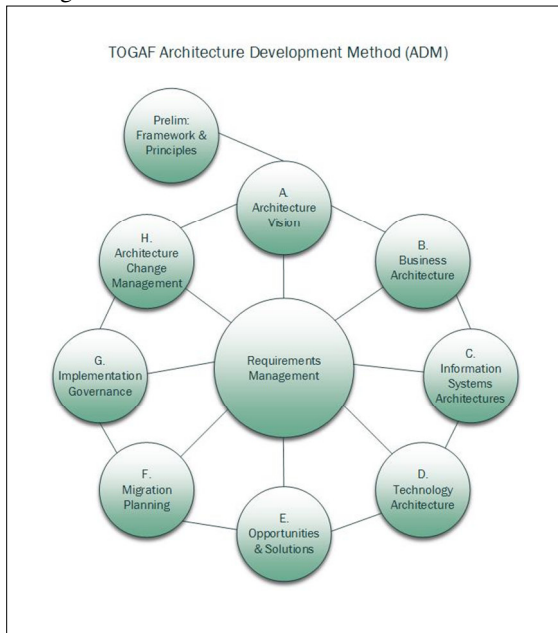 TOGAF Architecture Development Method (ADM)
Prelim:
Framework &
Principles
A.
Architecture
Vision
B.
Business
Architecture
C.
Information
Systems
Architectures
D.
Technology
Architecture
E.
Opportunities
& Solutions
F.
Migration
Planning
G.
Implementation
Governance
H.
Architecture
Change
Management
Requirements
Management